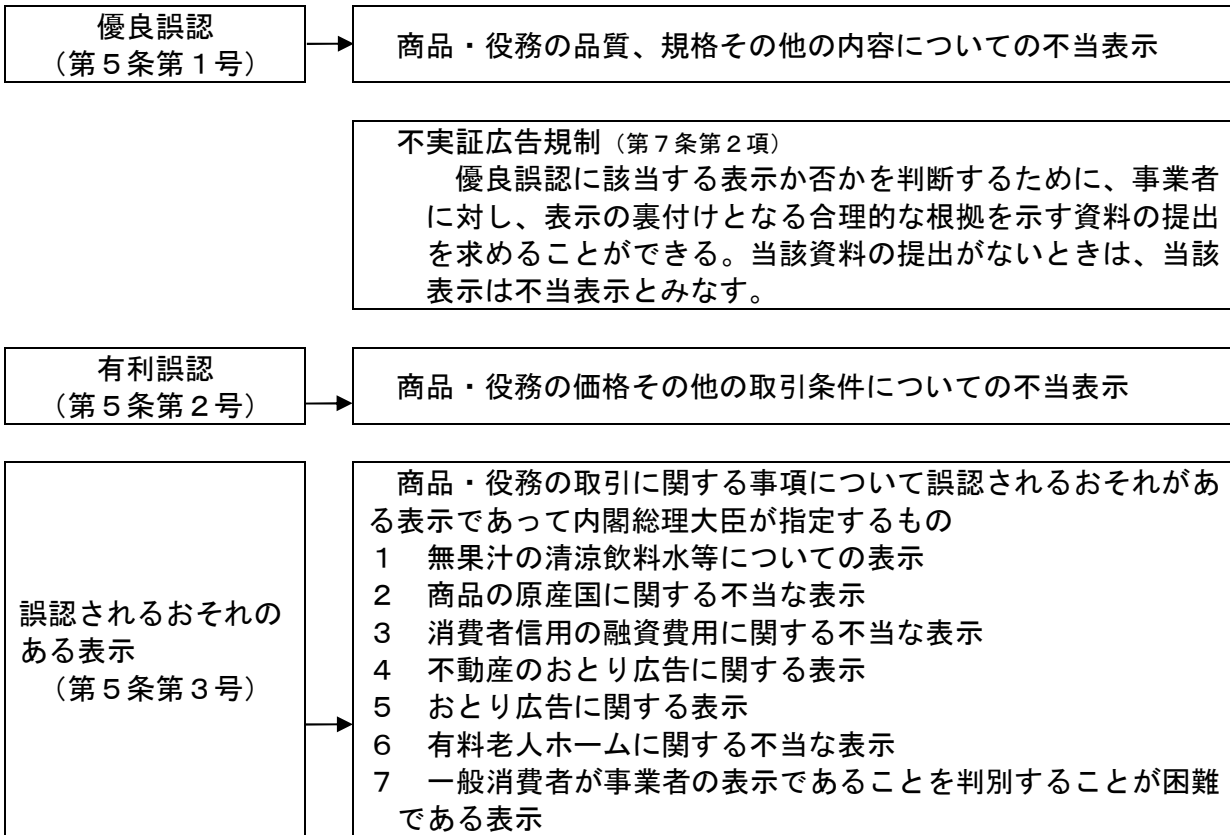 優良誤認
（第５条第１号）
商品・役務の品質、規格その他の内容についての不当表示
不実証広告規制（第７条第２項）
優良誤認に該当する表示か否かを判断するために、事業者
に対し、表示の裏付けとなる合理的な根拠を示す資料の提出
を求めることができる。当該資料の提出がないときは、当該
表示は不当表示とみなす。
有利誤認
（第５条第２号）
商品・役務の価格その他の取引条件についての不当表示
誤認されるおそれの
ある表示
（第５条第３号）
商品・役務の取引に関する事項について誤認されるおそれがあ
る表示であって内閣総理大臣が指定するもの
１　無果汁の清涼飲料水等についての表示
２　商品の原産国に関する不当な表示
３　消費者信用の融資費用に関する不当な表示
４　不動産のおとり広告に関する表示
５　おとり広告に関する表示
６　有料老人ホームに関する不当な表示
７　一般消費者が事業者の表示であることを判別することが困難
である表示